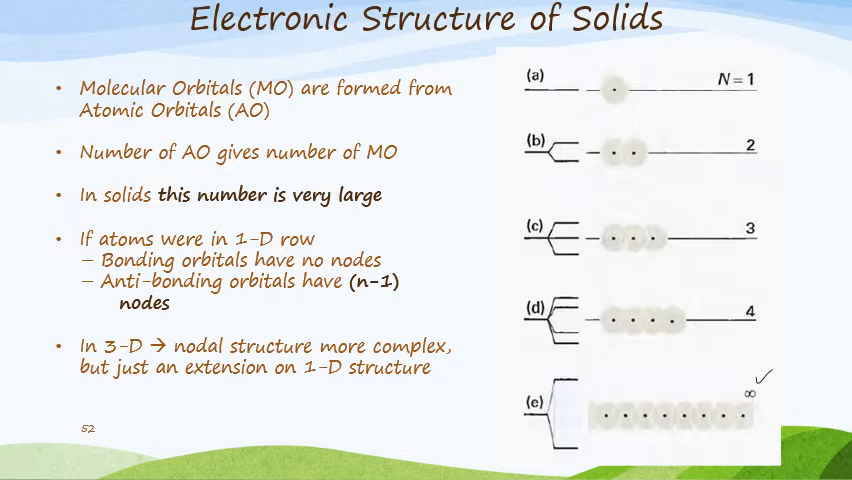 Electronic Structure of Solids
• Molecular Orbitals (MO) are formed from
Atomic Orbitals (AO)
• Number of AO gives number of MO
• In solids this number is very large
• If atoms were in 1-D row
– Bonding orbitals have no nodes
– Anti-bonding orbitals have (n-1)
nodes
• In 3-D → nodal structure more complex,
but just an extension on 1-D structure
52
(a) N = 1
(b) 2
(c) 3
(d) 4
(e) ∞